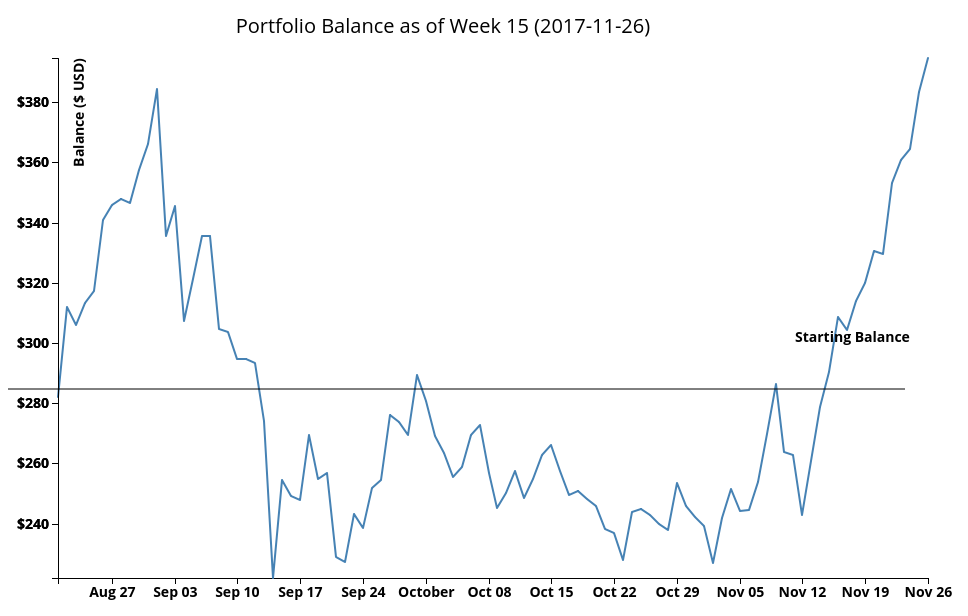 Portfolio Balance as of Week 15 (2017-11-26)
Balance ($ USD)
$380
$360
$340
$320
$300
$280
$260
$240
Starting Balance
Aug 27 Sep 03 Sep 10 Sep 17 Sep 24 October Oct 08 Oct 15 Oct 22 Oct 29 Nov 05 Nov 12 Nov 19 Nov 26